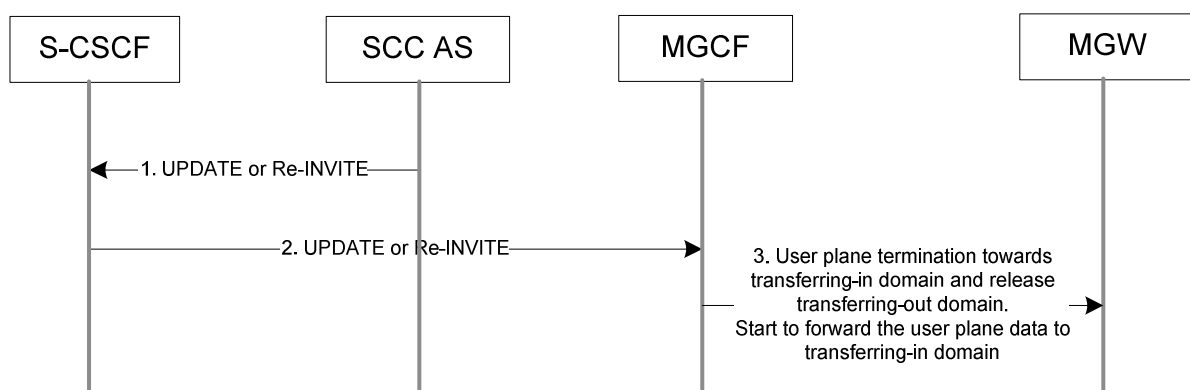 S-CSCF
SCC AS
MGCF
MGW
1. UPDATE or Re-INVITE
2. UPDATE or Re-INVITE
3. User plane termination towards
transferring-in domain and release
transferring-out domain.
Start to forward the user plane data to
transferring-in domain